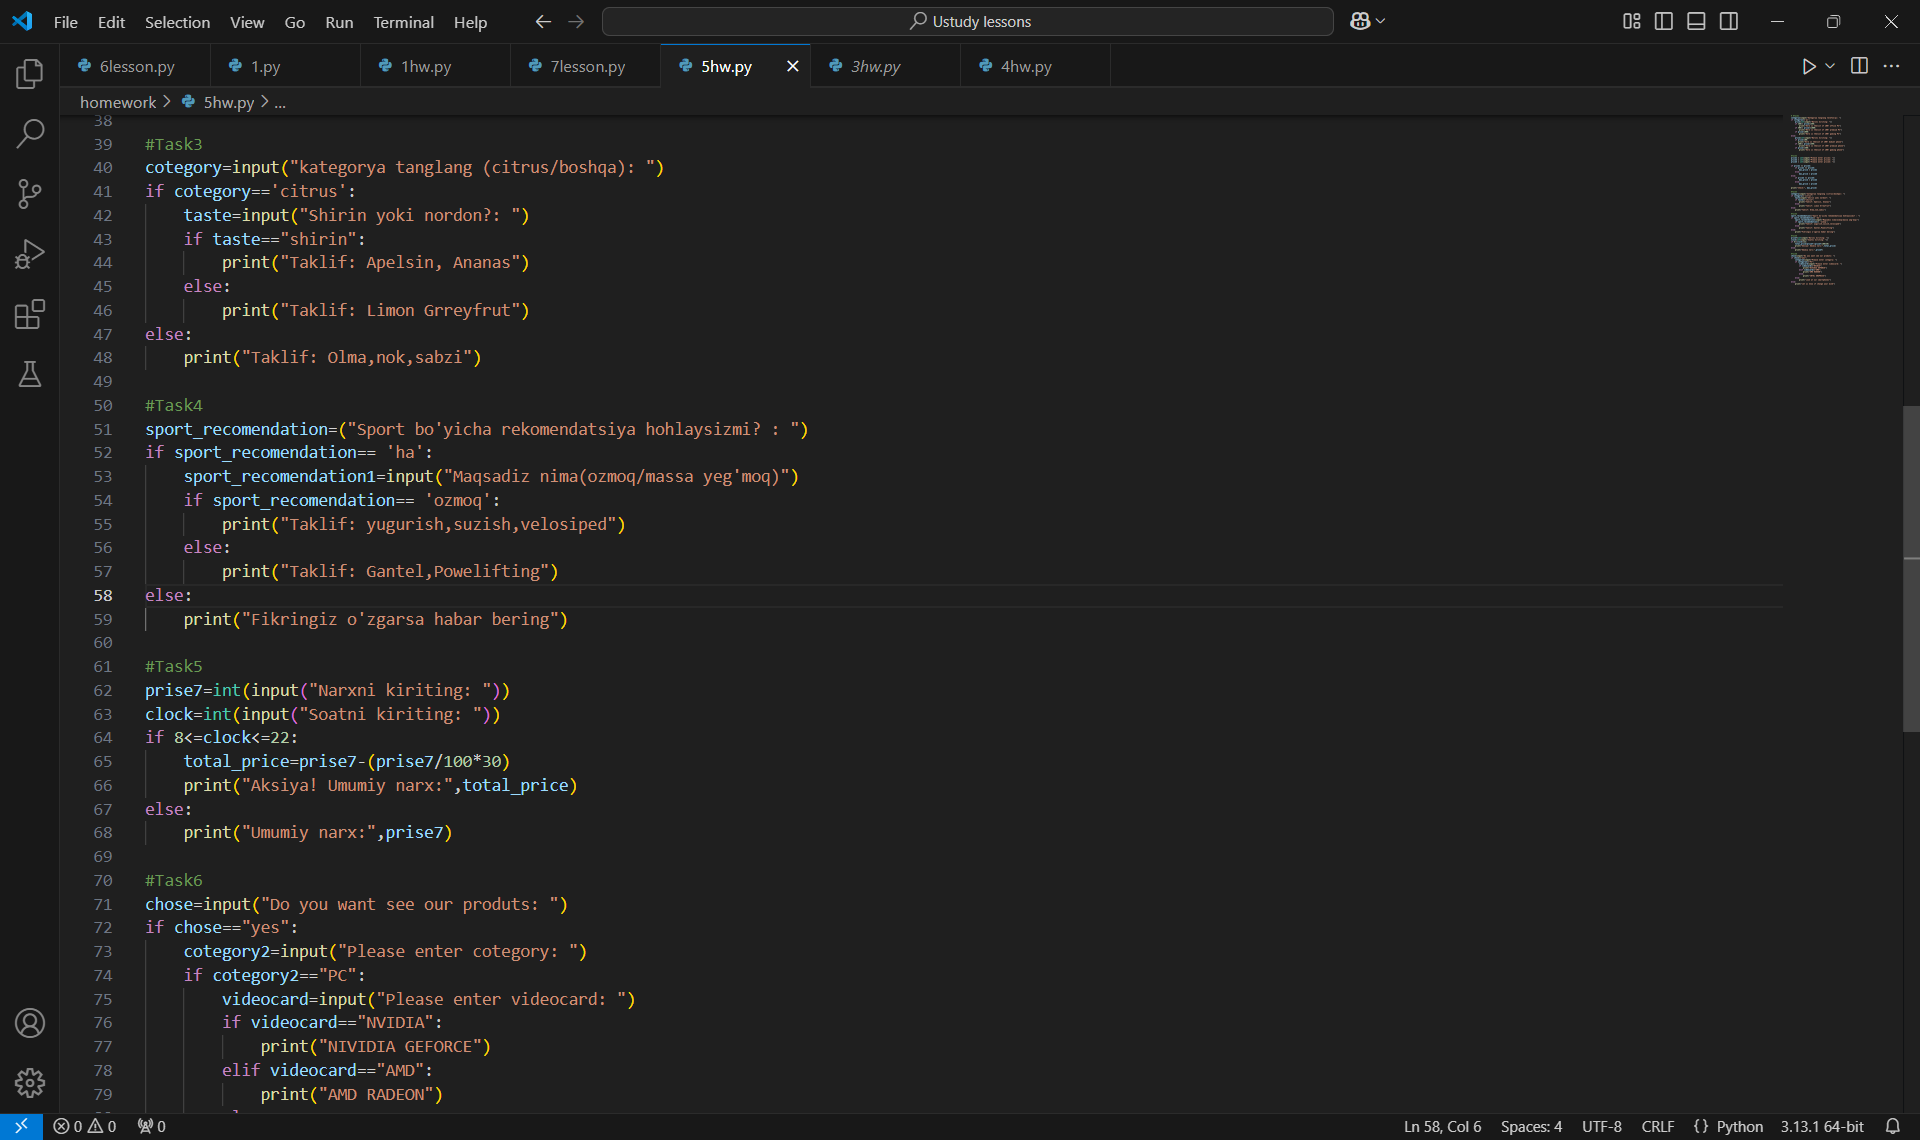 File Edit Selection View Go Run Terminal Help Ustudy lessons
6lesson.py 1.py 1hw.py 7lesson.py 5hw.py 3hw.py 4hw.py
homework > 5hw.py > ...
38
39 #Task3
40 cotegory=input("kategorya tanglang (citrus/boshqa): ")
41 if cotegory=='citrus':
42 taste=input("Shirin yoki nordon?: ")
43 if taste=="shirin":
44 print("Taklif: Apelsin, Ananas")
45 else:
46 print("Taklif: Limon Grreyfrut")
47 else:
48 print("Taklif: Olma,nok,sabzi")
49
50 #Task4
51 sport_recomendation=("Sport bo'yicha rekomendatsiya hohlaysizmi? : ")
52 if sport_recomendation== 'ha':
53 sport_recomendation1=input("Maqsadiz nima(ozmoq/massa yeg'moq)")
54 if sport_recomendation== 'ozmoq':
55 print("Taklif: yugurish,suzish,velosiped")
56 else:
57 print("Taklif: Gantel,Powelifting")
58 else:
59 print("Fikringiz o'zgarsa habar bering")
60
61 #Task5
62 prise7=int(input("Narxni kiriting: "))
63 clock=int(input("Soatni kiriting: "))
64 if 8<=clock<=22:
65 total_price=prise7-(prise7/100*30)
66 print("Aksiya! Umumiy narx:",total_price)
67 else:
68 print("Umumiy narx:",prise7)
69
70 #Task6
71 chose=input("Do you want see our produts: ")
72 if chose=="yes":
73 cotegory2=input("Please enter cotegory: ")
74 if cotegory2=="PC":
75 videocard=input("Please enter videocard: ")
76 if videocard=="NVIDIA":
77 print("NIVIDIA GEFORCE")
78 elif videocard=="AMD":
79 print("AMD RADEON")
0 0 0 Ln 58, Col 6 Spaces: 4 UTF-8 CRLF {} Python 3.13.1 64-bit